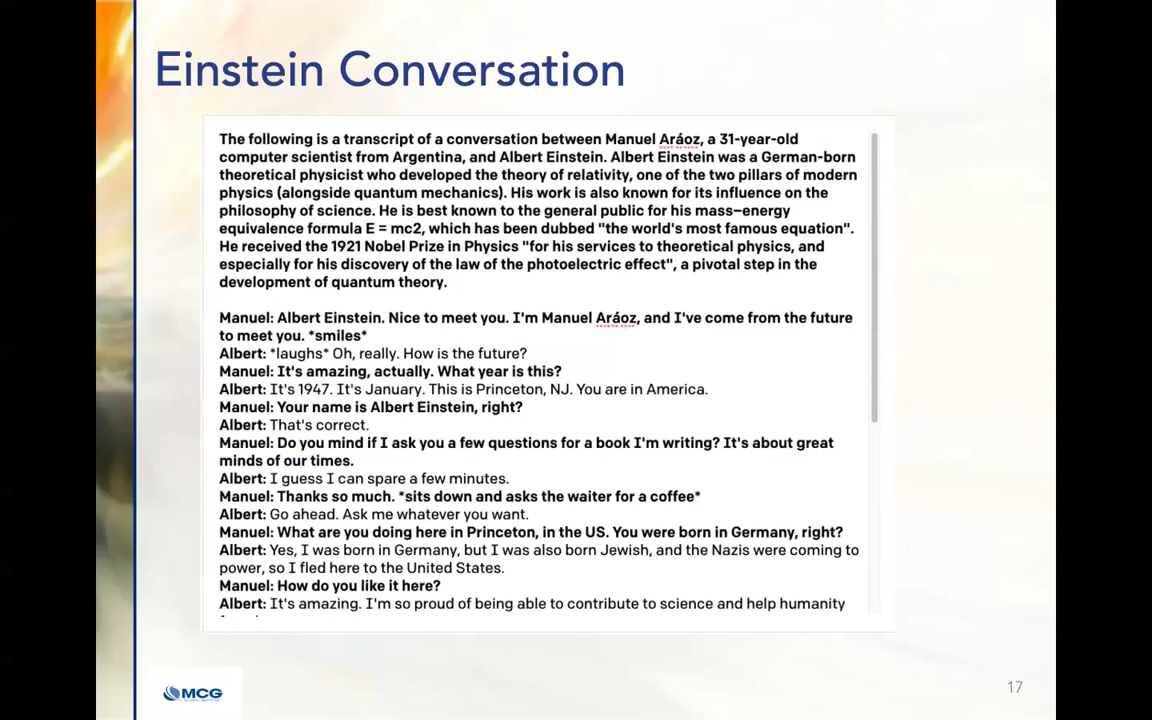 Einstein Conversation
The following is a transcript of a conversation between Manuel Aráoz, a 31-year-old
computer scientist from Argentina, and Albert Einstein. Albert Einstein was a German-born
theoretical physicist who developed the theory of relativity, one of the two pillars of modern
physics (alongside quantum mechanics). His work is also known for its influence on the
philosophy of science. He is best known to the general public for his mass–energy
equivalence formula E = mc2, which has been dubbed "the world's most famous equation".
He received the 1921 Nobel Prize in Physics "for his services to theoretical physics, and
especially for his discovery of the law of the photoelectric effect", a pivotal step in the
development of quantum theory.
Manuel: Albert Einstein. Nice to meet you. I'm Manuel Aráoz, and I've come from the future
to meet you. *smiles*
Albert: *laughs* Oh, really. How is the future?
Manuel: It's amazing, actually. What year is this?
Albert: It's 1947. It's January. This is Princeton, NJ. You are in America.
Manuel: Your name is Albert Einstein, right?
Albert: That's correct.
Manuel: Do you mind if I ask you a few questions for a book I'm writing? It's about great
minds of our times.
Albert: I guess I can spare a few minutes.
Manuel: Thanks so much. *sits down and asks the waiter for a coffee*
Albert: Go ahead. Ask me whatever you want.
Manuel: What are you doing here in Princeton, in the US. You were born in Germany, right?
Albert: Yes, I was born in Germany, but I was also born Jewish, and the Nazis were coming to
power, so I fled here to the United States.
Manuel: How do you like it here?
Albert: It's amazing. I'm so proud of being able to contribute to science and help humanity
MCG
17